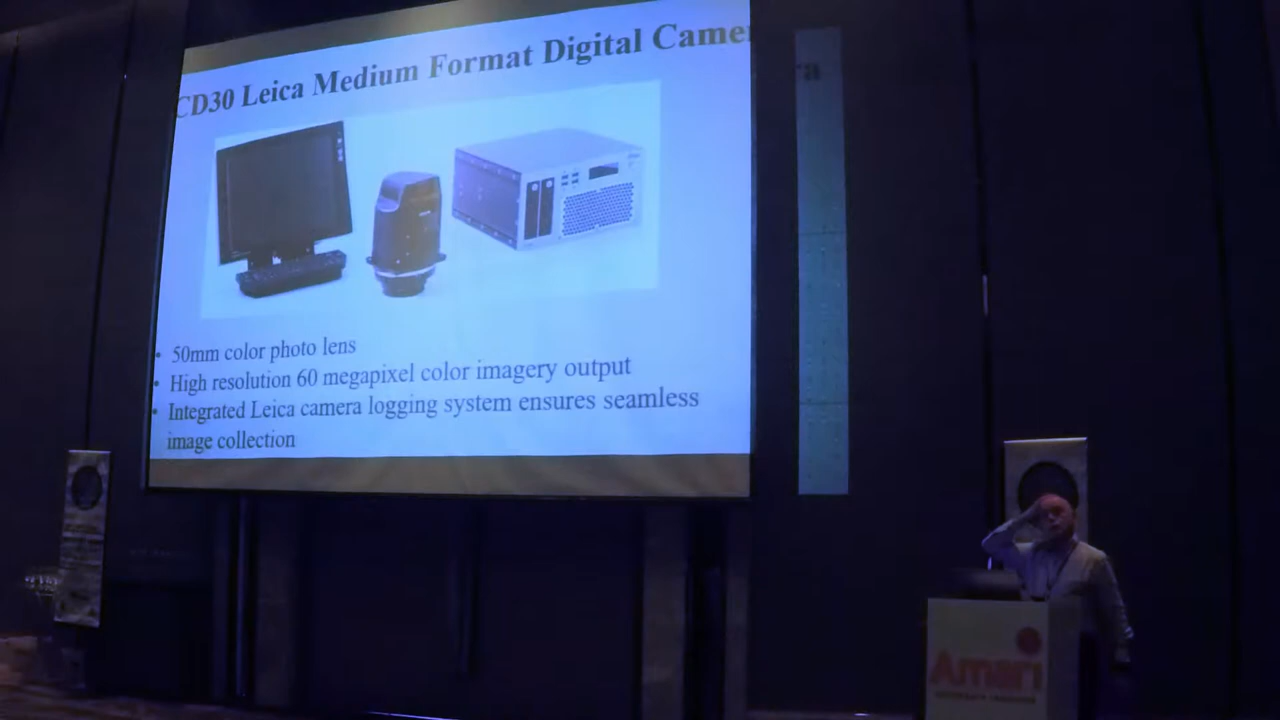 CD30 Leica Medium Format Digital Camera
• 50mm color photo lens
• High resolution 60 megapixel color imagery output
• Integrated Leica camera logging system ensures seamless
image collection
Amari